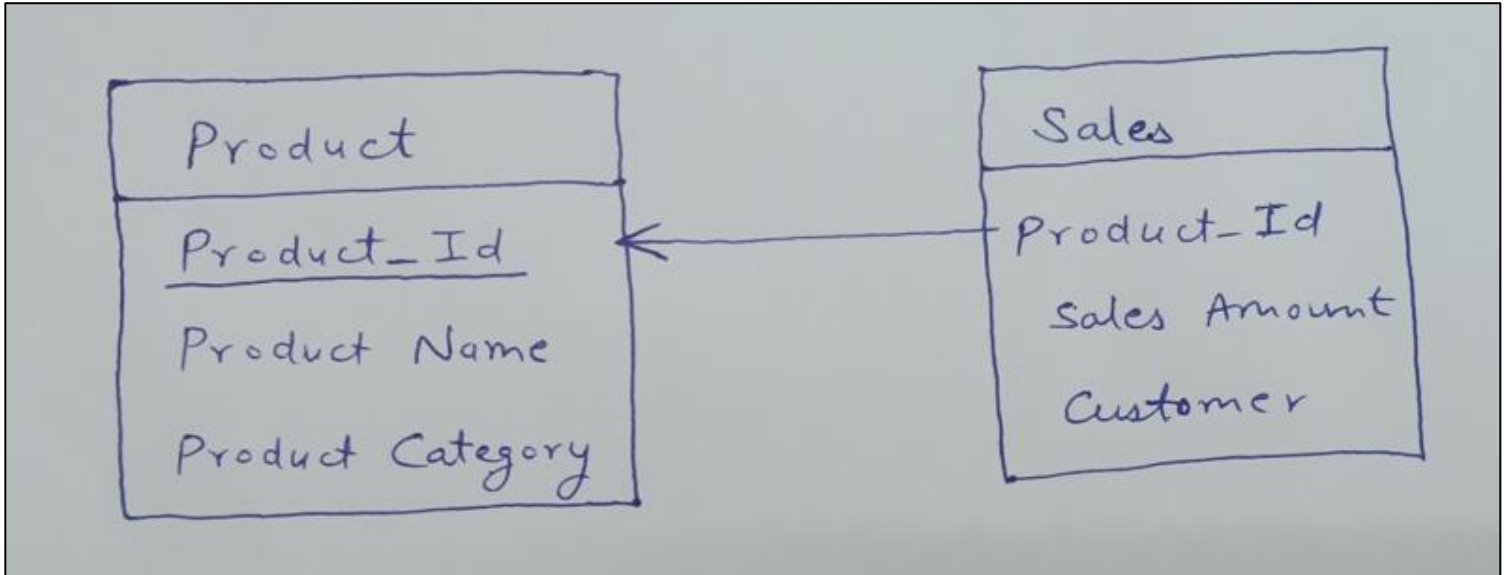 Product
Product_Id
Product Name
Product Category
Sales
Product_Id
Sales Amount
Customer